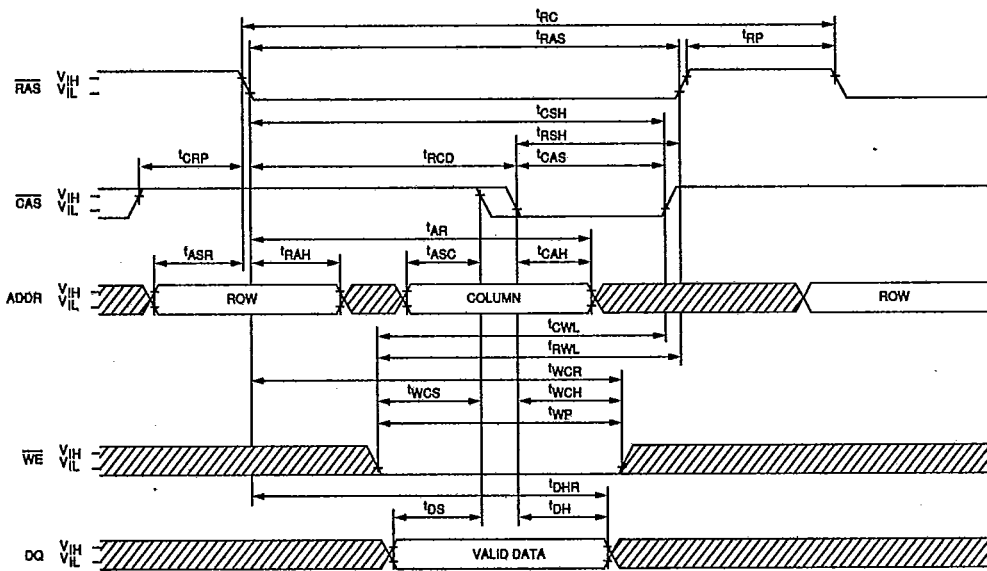 tRC
tRAS
tRP
RAS VIH
VIL
tCSH
tRSH
tCRP tRCD tCAS
CAS VIH
VIL
tAR
tASR tRAH tASC tCAH
ADDR VIH
VIL
ROW COLUMN ROW
tCWL
tRWL
tWCR
tWCS tWCH
tWP
WE VIH
VIL
tDHR
tDS tDH
DQ VIH
VIL
VALID DATA